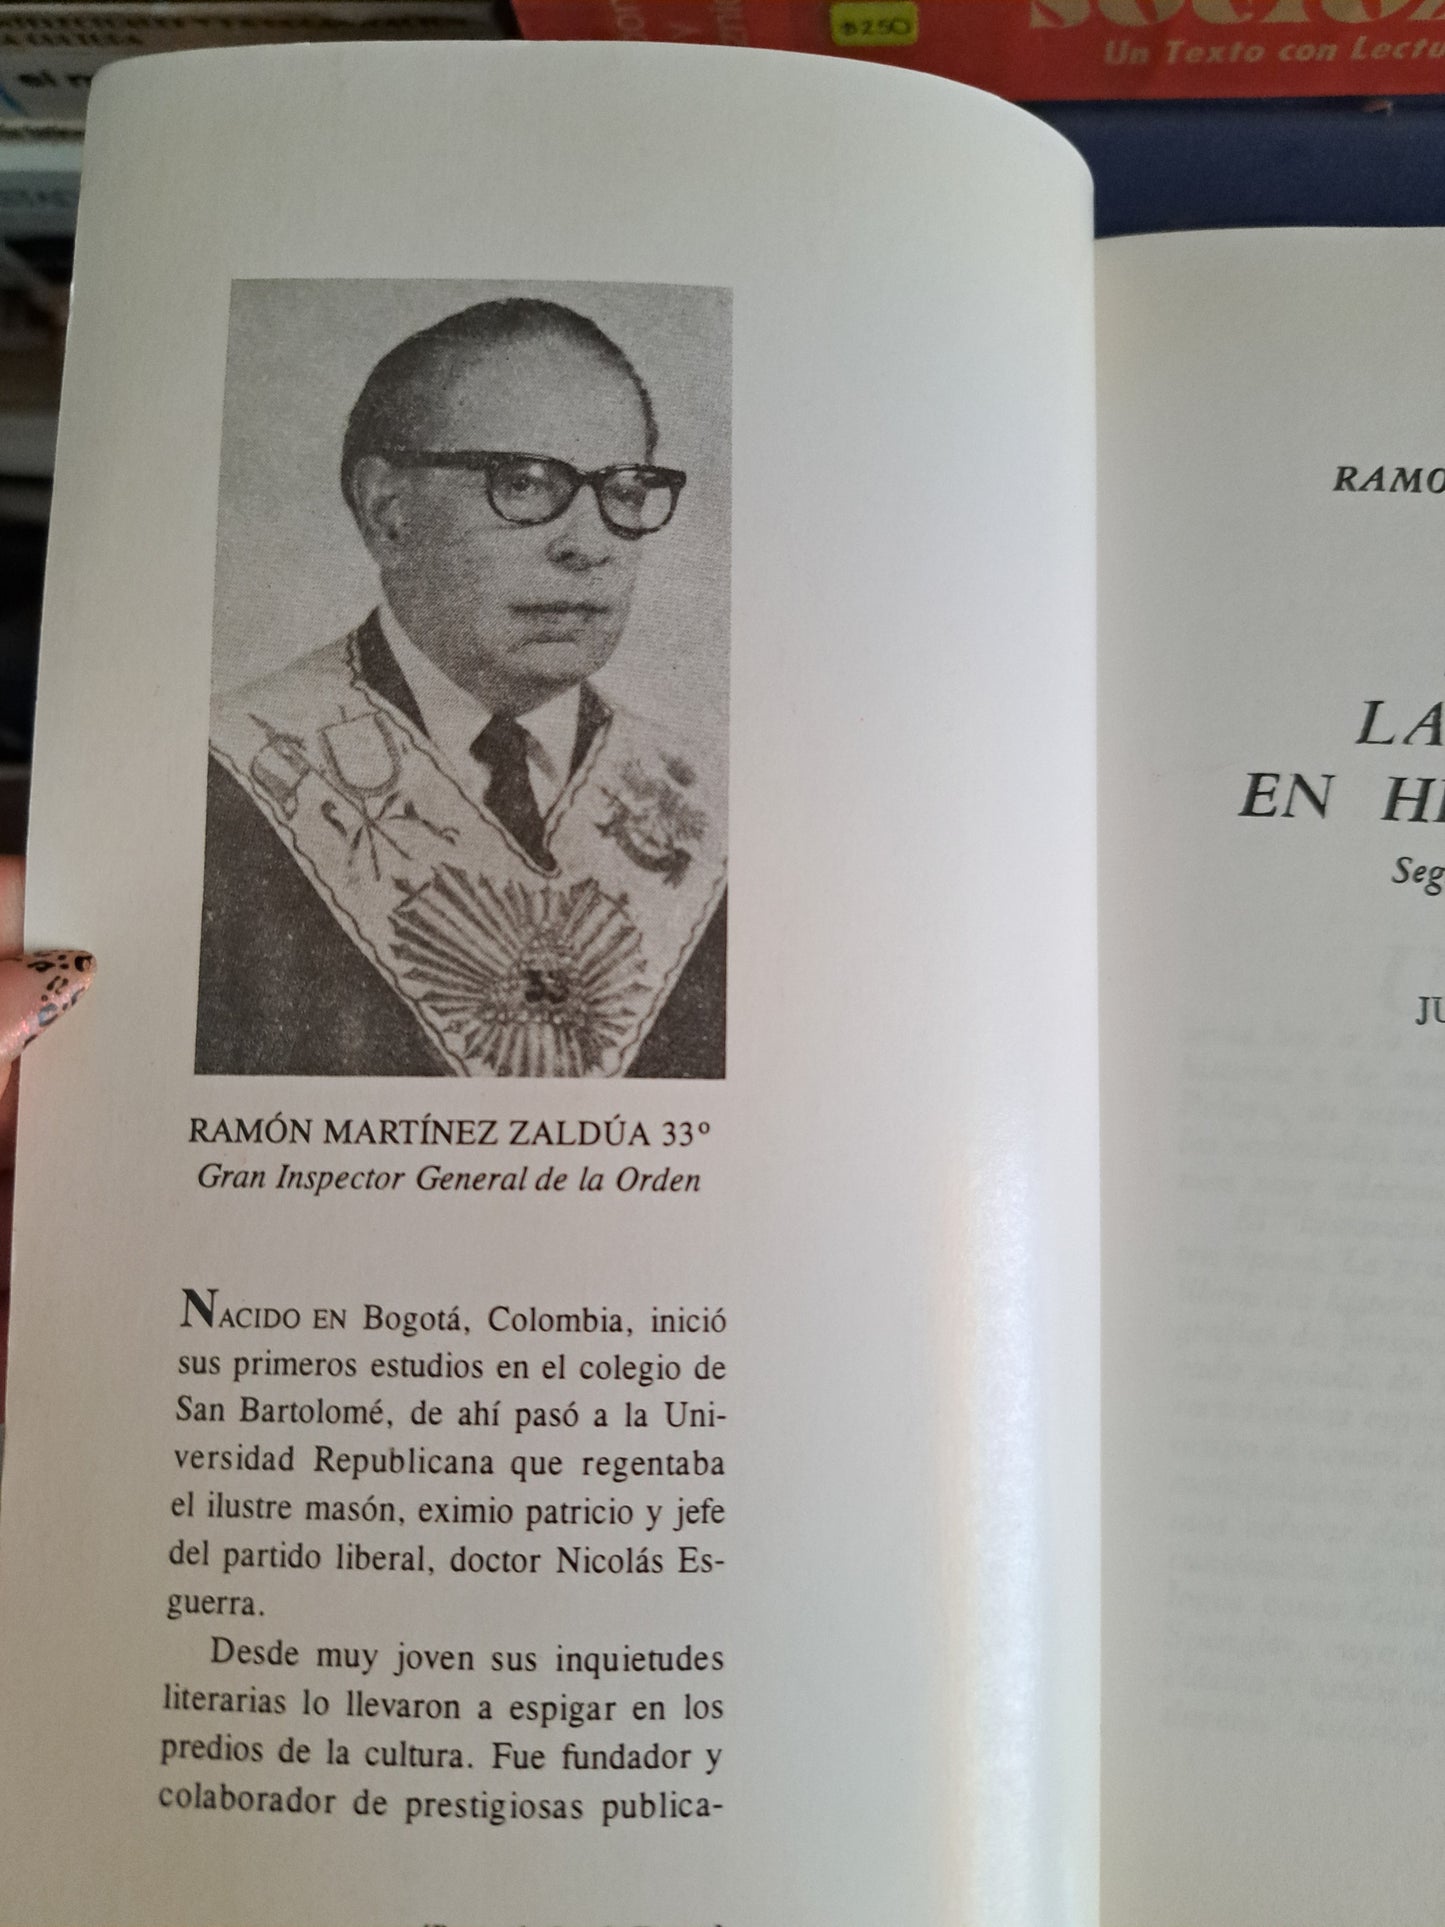 $250
Un Texto con
33
RAMÓN MARTÍNEZ ZALDÚA 33º
Gran Inspector General de la Orden
NACIDO EN Bogotá, Colombia, inició
sus primeros estudios en el colegio de
San Bartolomé, de ahí pasó a la Uni-
versidad Republicana que regentaba
el ilustre masón, eximio patricio y jefe
del partido liberal, doctor Nicolás Es-
guerra.
Desde muy joven sus inquietudes
literarias lo llevaron a espigar en los
predios de la cultura. Fue fundador y
colaborador de prestigiosas publica-
RAMO
LA
EN HI
Seg
JU